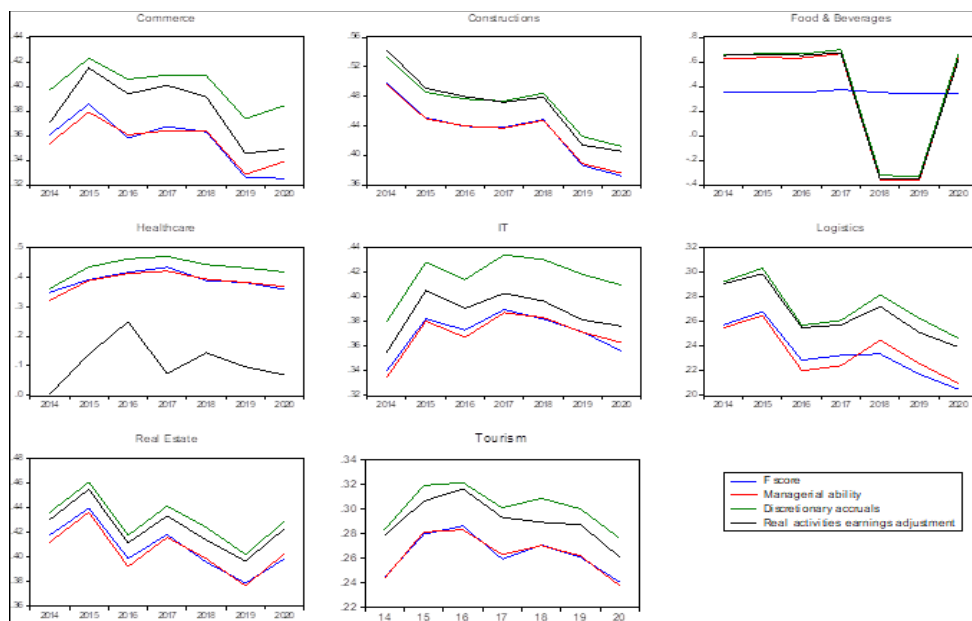 Commerce
.44
.42
.40
.38
.36
.34
.32
2014 2015 2016 2017 2018 2019 2020
Constructions
.56
.52
.48
.44
.40
.36
2014 2015 2016 2017 2018 2019 2020
Food & Beverages
.8
.6
.4
.2
.0
-.2
-.4
2014 2015 2016 2017 2018 2019 2020
Healthcare
.5
.4
.3
.2
.1
.0
2014 2015 2016 2017 2018 2019 2020
IT
.44
.42
.40
.38
.36
.34
.32
2014 2015 2016 2017 2018 2019 2020
Logistics
.32
.30
.28
.26
.24
.22
.20
2014 2015 2016 2017 2018 2019 2020
Real Estate
.48
.46
.44
.42
.40
.38
.36
2014 2015 2016 2017 2018 2019 2020
Tourism
.34
.32
.30
.28
.26
.24
.22
14 15 16 17 18 19 20
F score
Managerial ability
Discretionary accruals
Real activities earnings adjustment